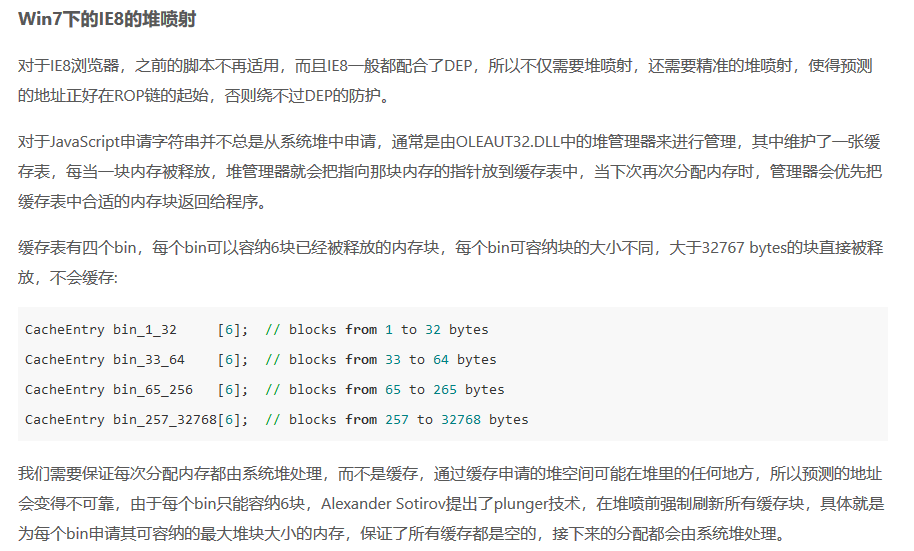 Win7下的IE8的堆喷射
对于IE8浏览器，之前的脚本不再适用，而且IE8一般都配合了DEP，所以不仅需要堆喷射，还需要精准的堆喷射，使得预测
的地址正好在ROP链的起始，否则绕不过DEP的防护。
对于JavaScript申请字符串并不总是从系统堆中申请，通常是由OLEAUT32.DLL中的堆管理器来进行管理，其中维护了一张缓
存表，每当一块内存被释放，堆管理器就会把指向那块内存的指针放到缓存表中，当下次再次分配内存时，管理器会优先把
缓存表中合适的内存块返回给程序。
缓存表有四个bin，每个bin可以容纳6块已经被释放的内存块，每个bin可容纳块的大小不同，大于32767 bytes的块直接被释
放，不会缓存:
CacheEntry bin_1_32     [6];  // blocks from 1 to 32 bytes
CacheEntry bin_33_64    [6];  // blocks from 33 to 64 bytes
CacheEntry bin_65_256   [6];  // blocks from 65 to 265 bytes
CacheEntry bin_257_32768[6];  // blocks from 257 to 32768 bytes
我们需要保证每次分配内存都由系统堆处理，而不是缓存，通过缓存申请的堆空间可能在堆里的任何地方，所以预测的地址
会变得不可靠，由于每个bin只能容纳6块，Alexander Sotirov提出了plunger技术，在堆喷前强制刷新所有缓存块，具体就是
为每个bin申请其可容纳的最大堆块大小的内存，保证了所有缓存都是空的，接下来的分配都会由系统堆处理。